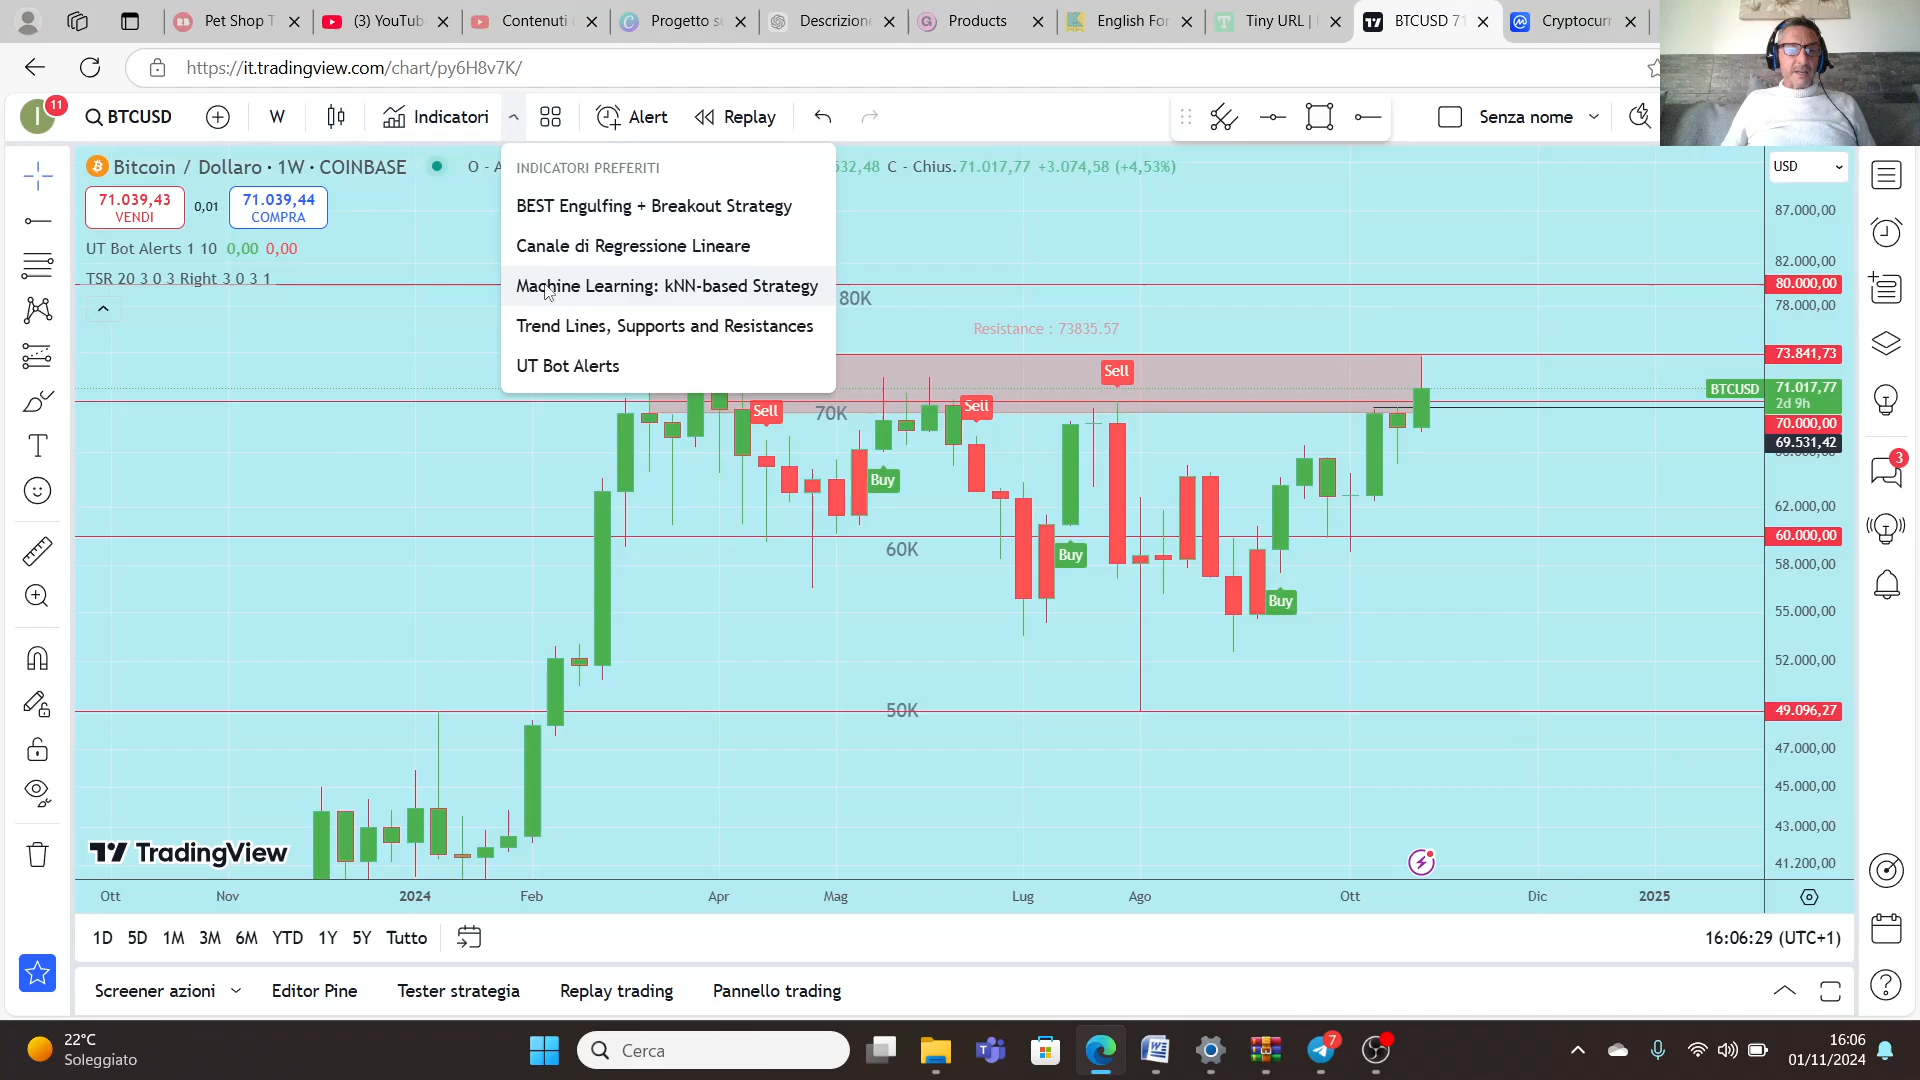 Pet Shop T
(3) YouTub
Contenuti
Progetto s
Descrizion
Products
English For
Tiny URL |
BTCUSD 71
Cryptocurr
https://it.tradingview.com/chart/py6H8v7K/
11
BTCUSD
W
Indicatori
Alert
Replay
Senza nome
Bitcoin / Dollaro · 1W · COINBASE
O - A
532,48 C - Chius.71.017,77 +3.074,58 (+4,53%)
USD
71.039,43
VENDI
0,01
71.039,44
COMPRA
UT Bot Alerts 1 10 0,00 0,00
TSR 20 3 0 3 Right 3 0 3 1
INDICATORI PREFERITI
BEST Engulfing + Breakout Strategy
Canale di Regressione Lineare
Machine Learning: kNN-based Strategy
Trend Lines, Supports and Resistances
UT Bot Alerts
80K
Resistance : 73835.57
70K
60K
50K
Sell
Sell
Sell
Buy
Buy
Buy
87.000,00
82.000,00
80.000,00
78.000,00
73.841,73
BTCUSD
71.017,77
2d 9h
70.000,00
69.531,42
62.000,00
60.000,00
58.000,00
55.000,00
52.000,00
49.096,27
47.000,00
45.000,00
43.000,00
41.200,00
3
TradingView
Ott
Nov
2024
Feb
Apr
Mag
Lug
Ago
Ott
Dic
2025
1D 5D 1M 3M 6M YTD 1Y 5Y Tutto
16:06:29 (UTC+1)
Screener azioni
Editor Pine
Tester strategia
Replay trading
Pannello trading
22°C
Soleggiato
Cerca
7
16:06
01/11/2024